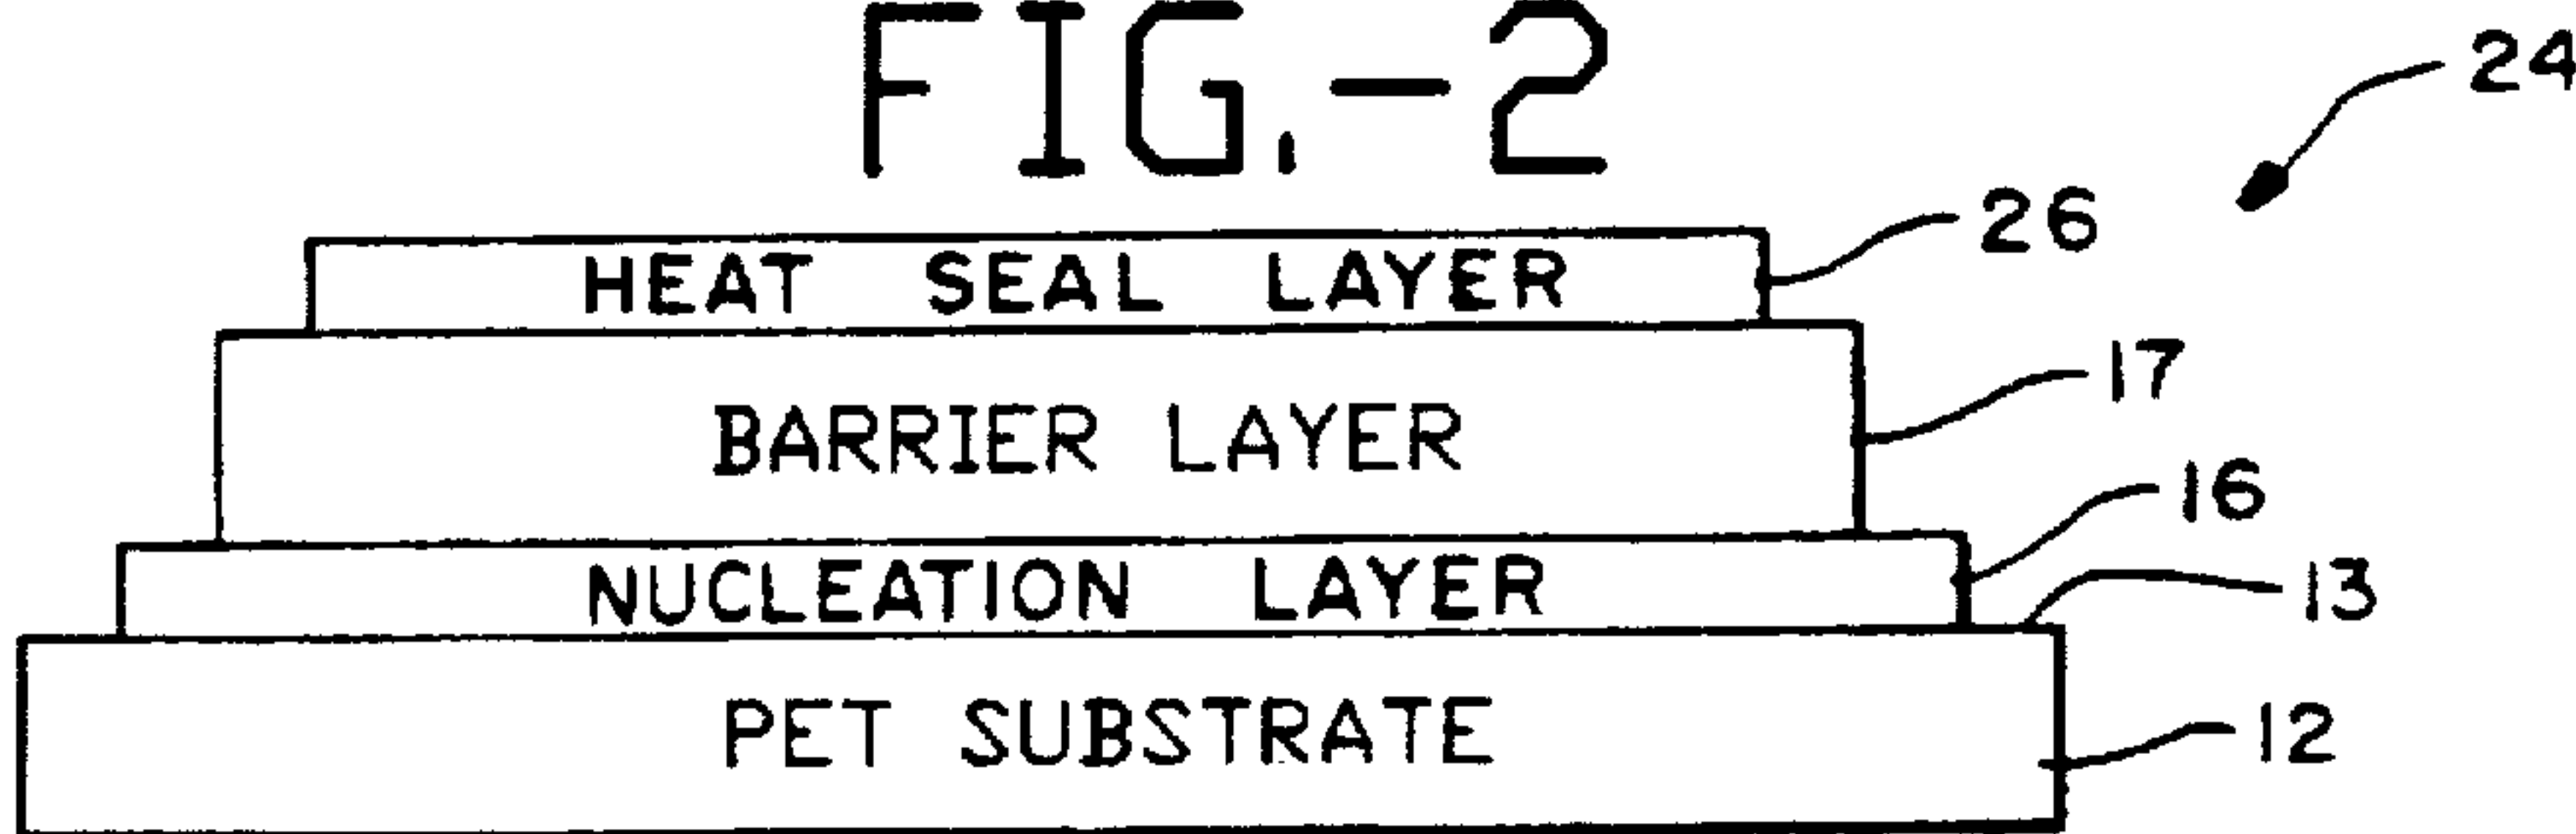 FIG.-2
24
26
HEAT SEAL LAYER
17
BARRIER LAYER
16
NUCLEATION LAYER
13
PET SUBSTRATE
12